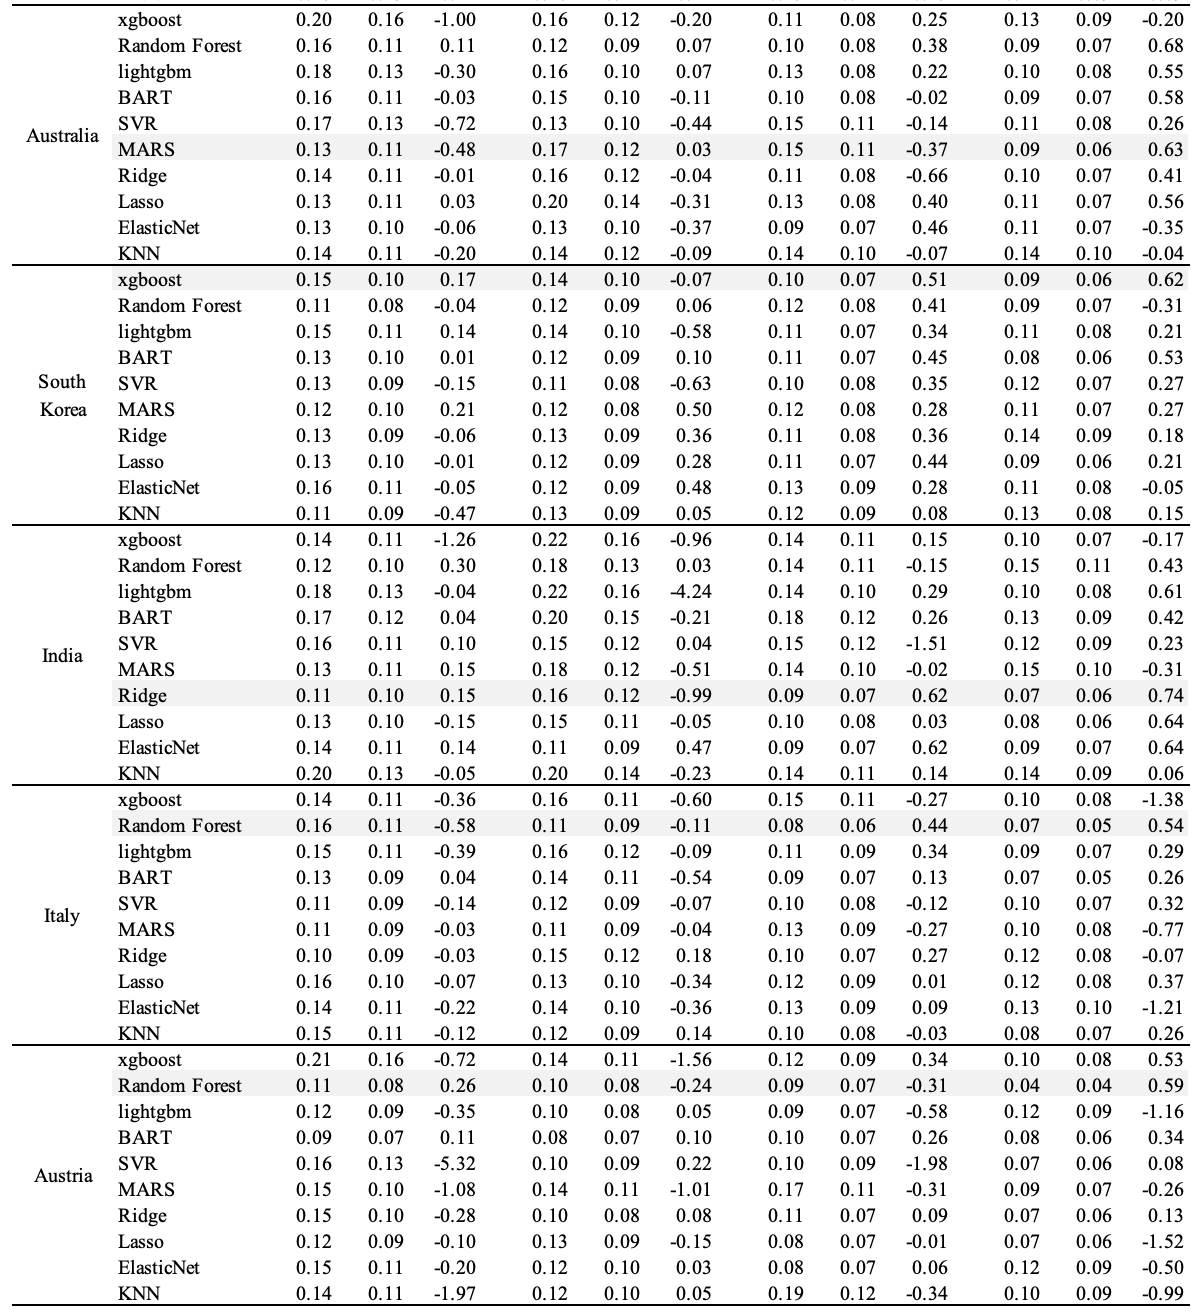 xgboost 0.20 0.16 -1.00 0.16 0.12 -0.20 0.11 0.08 0.25 0.13 0.09 -0.20
Random Forest 0.16 0.11 0.11 0.12 0.09 0.07 0.10 0.08 0.38 0.09 0.07 0.68
lightgbm 0.18 0.13 -0.30 0.16 0.10 0.07 0.13 0.08 0.22 0.10 0.08 0.55
BART 0.16 0.11 -0.03 0.15 0.10 -0.11 0.10 0.08 -0.02 0.09 0.07 0.58
SVR 0.17 0.13 -0.72 0.13 0.10 -0.44 0.15 0.11 -0.14 0.11 0.08 0.26
Australia
MARS 0.13 0.11 -0.48 0.17 0.12 0.03 0.15 0.11 -0.37 0.09 0.06 0.63
Ridge 0.14 0.11 -0.01 0.16 0.12 -0.04 0.11 0.08 -0.66 0.10 0.07 0.41
Lasso 0.13 0.11 0.03 0.20 0.14 -0.31 0.13 0.08 0.40 0.11 0.07 0.56
ElasticNet 0.13 0.10 -0.06 0.13 0.10 -0.37 0.09 0.07 0.46 0.11 0.07 -0.35
KNN 0.14 0.11 -0.20 0.14 0.12 -0.09 0.14 0.10 -0.07 0.14 0.10 -0.04
xgboost 0.15 0.10 0.17 0.14 0.10 -0.07 0.10 0.07 0.51 0.09 0.06 0.62
Random Forest 0.11 0.08 -0.04 0.12 0.09 0.06 0.12 0.08 0.41 0.09 0.07 -0.31
lightgbm 0.15 0.11 0.14 0.14 0.10 -0.58 0.11 0.07 0.34 0.11 0.08 0.21
BART 0.13 0.10 0.01 0.12 0.09 0.10 0.11 0.07 0.45 0.08 0.06 0.53
South SVR 0.13 0.09 -0.15 0.11 0.08 -0.63 0.10 0.08 0.35 0.12 0.07 0.27
Korea MARS 0.12 0.10 0.21 0.12 0.08 0.50 0.12 0.08 0.28 0.11 0.07 0.27
Ridge 0.13 0.09 -0.06 0.13 0.09 0.36 0.11 0.08 0.36 0.14 0.09 0.18
Lasso 0.13 0.10 -0.01 0.12 0.09 0.28 0.11 0.07 0.44 0.09 0.06 0.21
ElasticNet 0.16 0.11 -0.05 0.12 0.09 0.48 0.13 0.09 0.28 0.11 0.08 -0.05
KNN 0.11 0.09 -0.47 0.13 0.09 0.05 0.12 0.09 0.08 0.13 0.08 0.15
xgboost 0.14 0.11 -1.26 0.22 0.16 -0.96 0.14 0.11 0.15 0.10 0.07 -0.17
Random Forest 0.12 0.10 0.30 0.18 0.13 0.03 0.14 0.11 -0.15 0.15 0.11 0.43
lightgbm 0.18 0.13 -0.04 0.22 0.16 -4.24 0.14 0.10 0.29 0.10 0.08 0.61
BART 0.17 0.12 0.04 0.20 0.15 -0.21 0.18 0.12 0.26 0.13 0.09 0.42
SVR 0.16 0.11 0.10 0.15 0.12 0.04 0.15 0.12 -1.51 0.12 0.09 0.23
India
MARS 0.13 0.11 0.15 0.18 0.12 -0.51 0.14 0.10 -0.02 0.15 0.10 -0.31
Ridge 0.11 0.10 0.15 0.16 0.12 -0.99 0.09 0.07 0.62 0.07 0.06 0.74
Lasso 0.13 0.10 -0.15 0.15 0.11 -0.05 0.10 0.08 0.03 0.08 0.06 0.64
ElasticNet 0.14 0.11 0.14 0.11 0.09 0.47 0.09 0.07 0.62 0.09 0.07 0.64
KNN 0.20 0.13 -0.05 0.20 0.14 -0.23 0.14 0.11 0.14 0.14 0.09 0.06
xgboost 0.14 0.11 -0.36 0.16 0.11 -0.60 0.15 0.11 -0.27 0.10 0.08 -1.38
Random Forest 0.16 0.11 -0.58 0.11 0.09 -0.11 0.08 0.06 0.44 0.07 0.05 0.54
lightgbm 0.15 0.11 -0.39 0.16 0.12 -0.09 0.11 0.09 0.34 0.09 0.07 0.29
BART 0.13 0.09 0.04 0.14 0.11 -0.54 0.09 0.07 0.13 0.07 0.05 0.26
SVR 0.11 0.09 -0.14 0.12 0.09 -0.07 0.10 0.08 -0.12 0.10 0.07 0.32
Italy
MARS 0.11 0.09 -0.03 0.11 0.09 -0.04 0.13 0.09 -0.27 0.10 0.08 -0.77
Ridge 0.10 0.09 -0.03 0.15 0.12 0.18 0.10 0.07 0.27 0.12 0.08 -0.07
Lasso 0.16 0.10 -0.07 0.13 0.10 -0.34 0.12 0.09 0.01 0.12 0.08 0.37
ElasticNet 0.14 0.11 -0.22 0.14 0.10 -0.36 0.13 0.09 0.09 0.13 0.10 -1.21
KNN 0.15 0.11 -0.12 0.12 0.09 0.14 0.10 0.08 -0.03 0.08 0.07 0.26
xgboost 0.21 0.16 -0.72 0.14 0.11 -1.56 0.12 0.09 0.34 0.10 0.08 0.53
Random Forest 0.11 0.08 0.26 0.10 0.08 -0.24 0.09 0.07 -0.31 0.04 0.04 0.59
lightgbm 0.12 0.09 -0.35 0.10 0.08 0.05 0.09 0.07 -0.58 0.12 0.09 -1.16
BART 0.09 0.07 0.11 0.08 0.07 0.10 0.10 0.07 0.26 0.08 0.06 0.34
SVR 0.16 0.13 -5.32 0.10 0.09 0.22 0.10 0.09 -1.98 0.07 0.06 0.08
Austria
MARS 0.15 0.10 -1.08 0.14 0.11 -1.01 0.17 0.11 -0.31 0.09 0.07 -0.26
Ridge 0.15 0.10 -0.28 0.10 0.08 0.08 0.11 0.07 0.09 0.07 0.06 0.13
Lasso 0.12 0.09 -0.10 0.13 0.09 -0.15 0.08 0.07 -0.01 0.07 0.06 -1.52
ElasticNet 0.15 0.11 -0.20 0.12 0.10 0.03 0.08 0.07 0.06 0.12 0.09 -0.50
KNN 0.14 0.11 -1.97 0.12 0.10 0.05 0.19 0.12 -0.34 0.10 0.09 -0.99